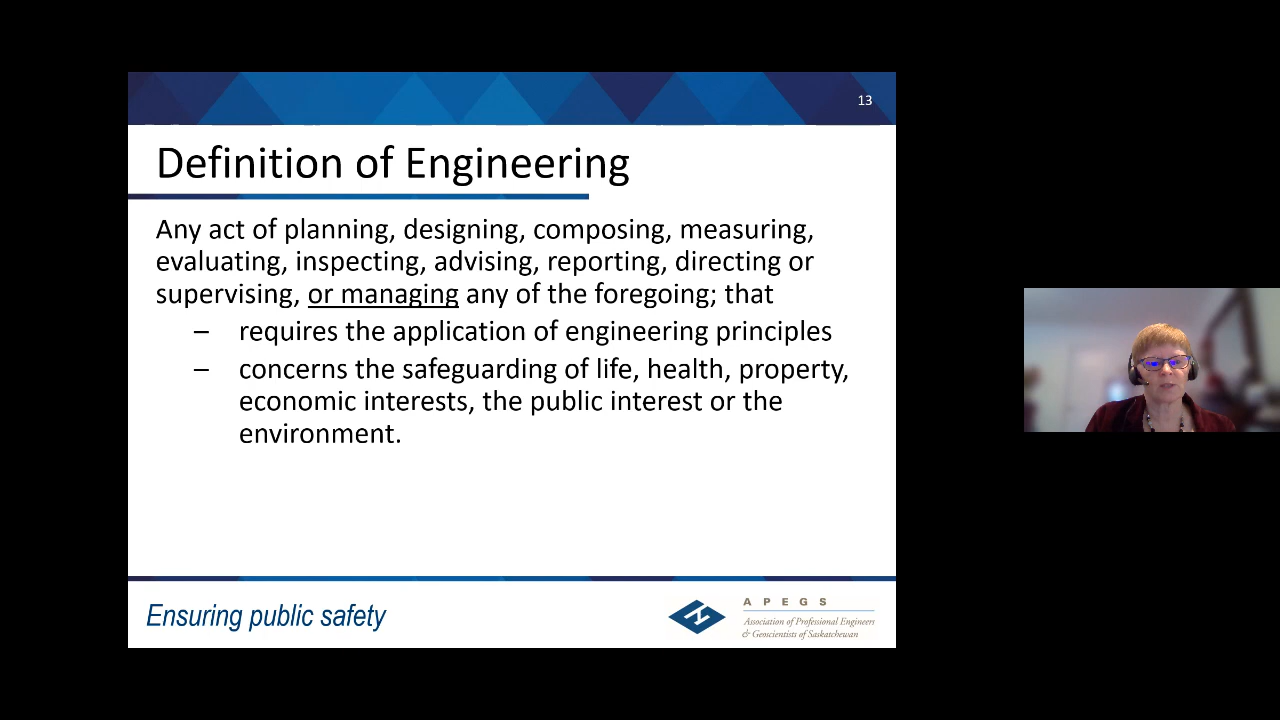 13
Definition of Engineering
Any act of planning, designing, composing, measuring,
evaluating, inspecting, advising, reporting, directing or
supervising, or managing any of the foregoing; that
– requires the application of engineering principles
– concerns the safeguarding of life, health, property,
economic interests, the public interest or the
environment.
Ensuring public safety
A P E G S
Association of Professional Engineers
& Geoscientists of Saskatchewan